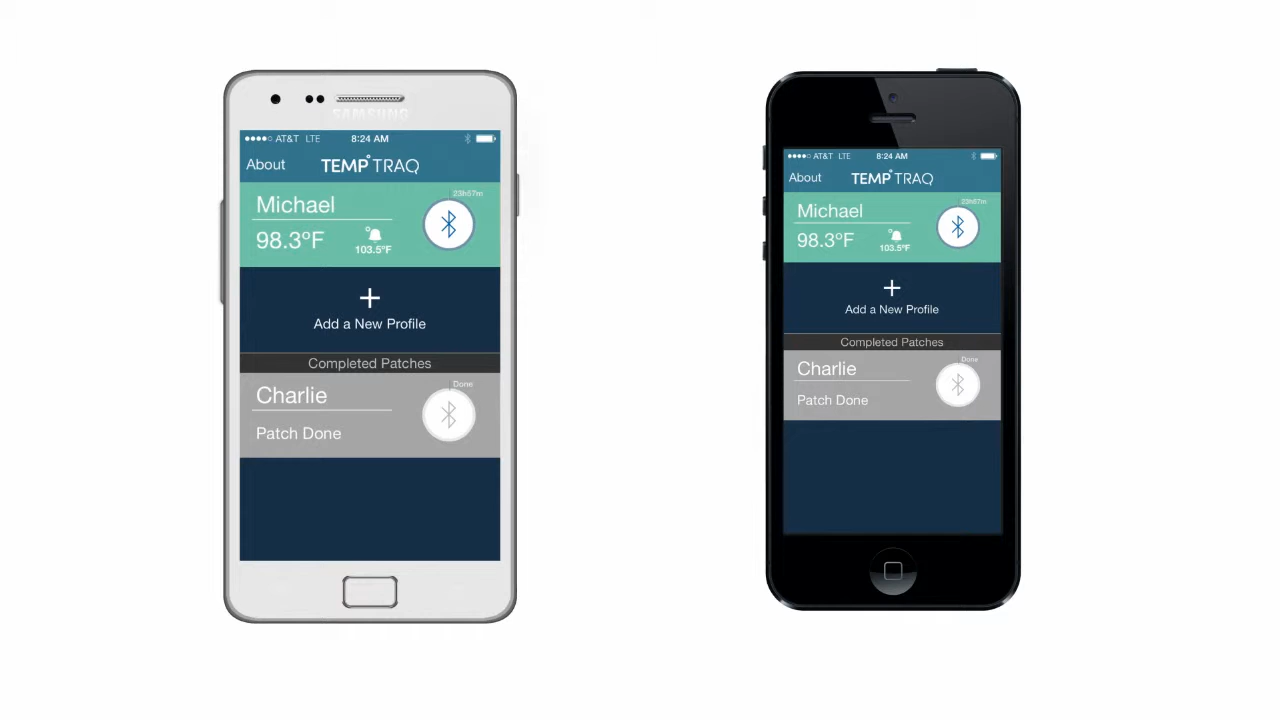 SAMSUNG
AT&T LTE 8:24 AM
About TEMP°TRAQ
23h57m
Michael
98.3°F
103.5°F
+
Add a New Profile
Completed Patches
Done
Charlie
Patch Done
AT&T LTE 8:24 AM
About TEMP°TRAQ
23h57m
Michael
98.3°F
103.5°F
+
Add a New Profile
Completed Patches
Done
Charlie
Patch Done